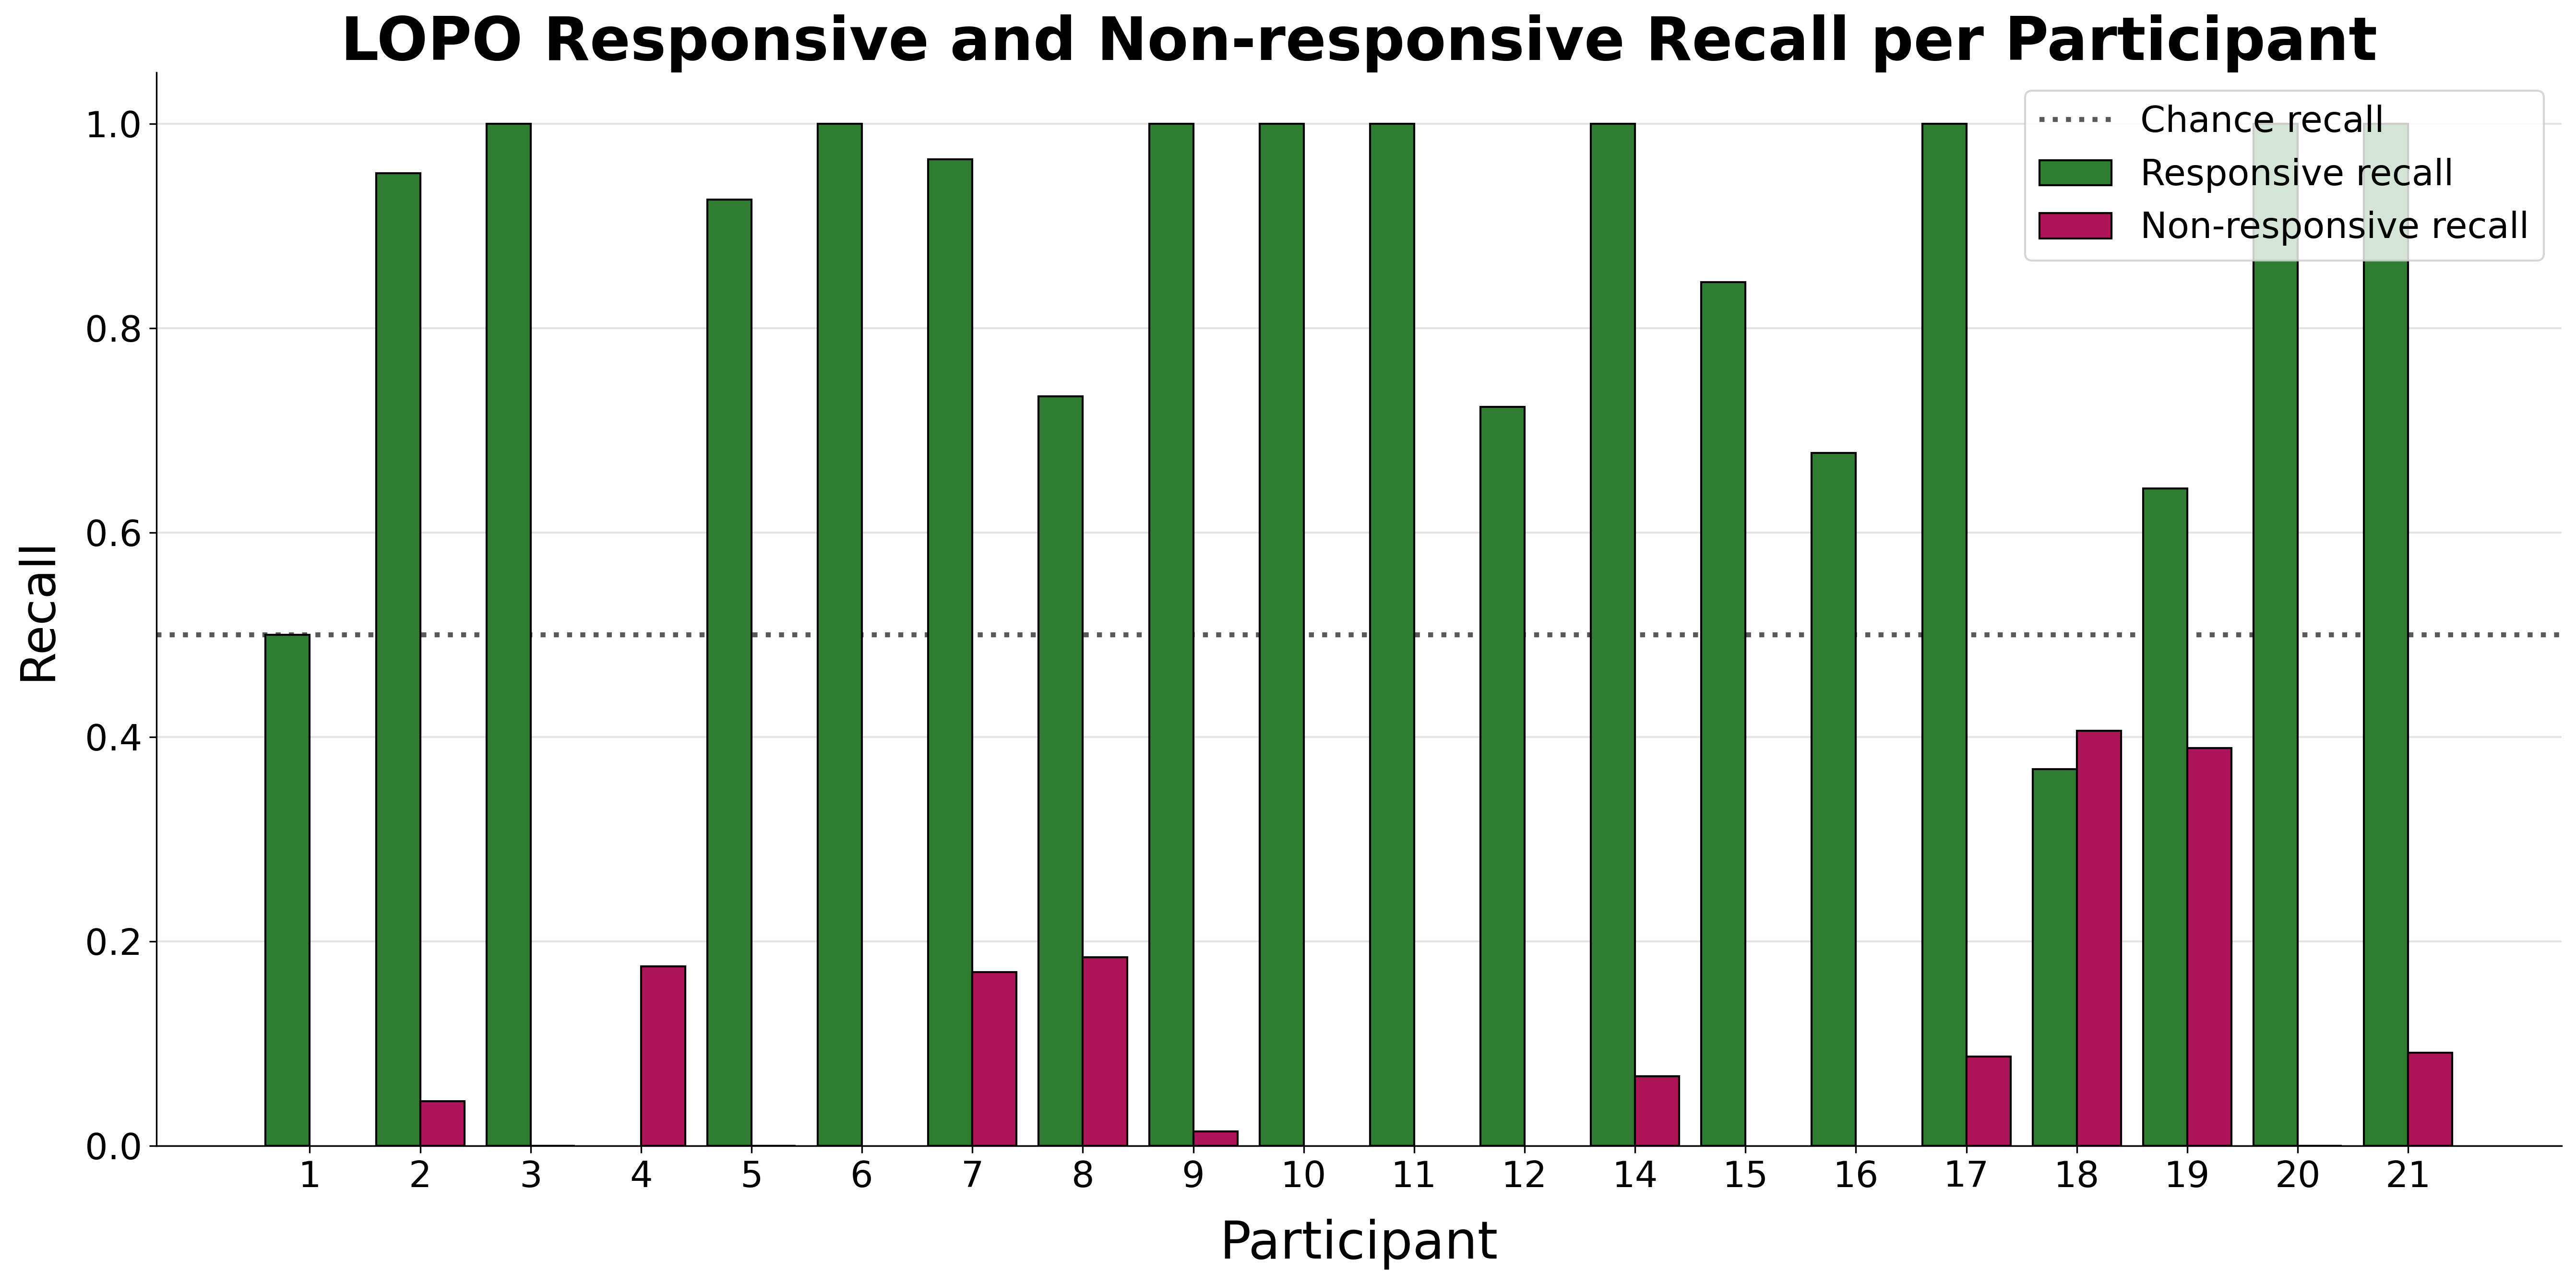 LOPO Responsive and Non-responsive Recall per Participant
Chance recall
Responsive recall
Non-responsive recall
Recall
1.0
0.8
0.6
0.4
0.2
0.0
1 2 3 4 5 6 7 8 9 10 11 12 14 15 16 17 18 19 20 21
Participant